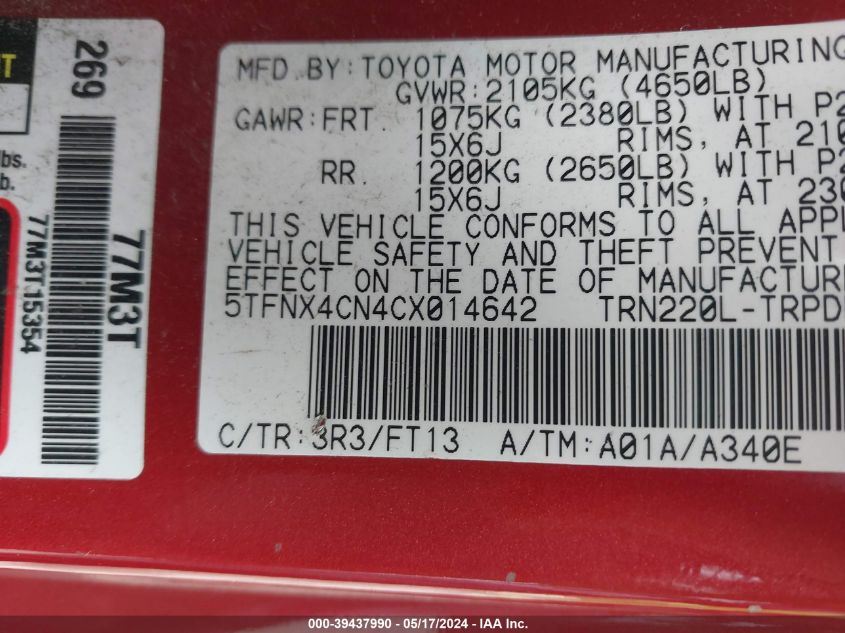 MFD. BY: TOYOTA MOTOR MANUFACTURING
GVWR: 2105KG (4650LB)
GAWR: FRT. 1075KG (2380LB) WITH P2
15X6J RIMS, AT 210
RR. 1200KG (2650LB) WITH P2
15X6J RIMS, AT 230
THIS VEHICLE CONFORMS TO ALL APPL
VEHICLE SAFETY AND THEFT PREVENT
EFFECT ON THE DATE OF MANUFACTUR
5TFNX4CN4CX014642 TRN220L-TRPD
C/TR: 3R3/FT13 A/TM: A01A/A340E
269
77M3T
77M3T15354
lbs.
b.
000-39437990 - 05/17/2024 - IAA Inc.